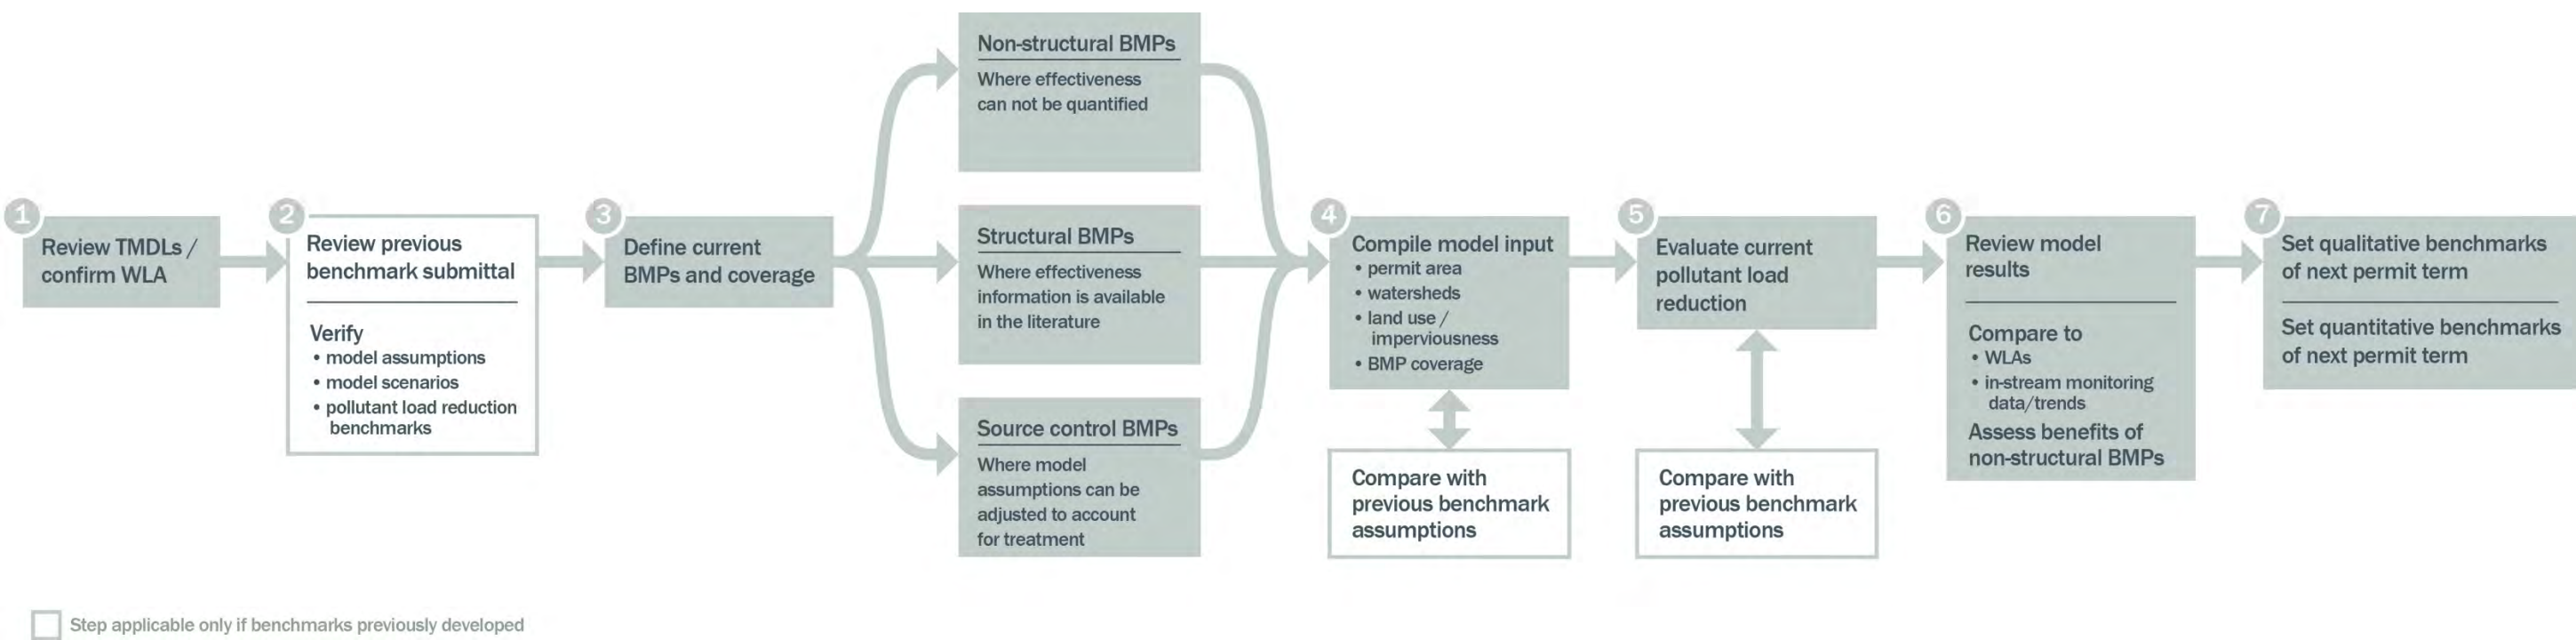 1
Review TMDLs /
confirm WLA
2
Review previous
benchmark submittal
Verify
• model assumptions
• model scenarios
• pollutant load reduction
benchmarks
3
Define current
BMPs and coverage
Non-structural BMPs
Where effectiveness
can not be quantified
Structural BMPs
Where effectiveness
information is available
in the literature
Source control BMPs
Where model
assumptions can be
adjusted to account
for treatment
4
Compile model input
• permit area
• watersheds
• land use /
imperviousness
• BMP coverage
Compare with
previous benchmark
assumptions
5
Evaluate current
pollutant load
reduction
Compare with
previous benchmark
assumptions
6
Review model
results
Compare to
• WLAs
• in-stream monitoring
data/trends
Assess benefits of
non-structural BMPs
7
Set qualitative benchmarks
of next permit term
Set quantitative benchmarks
of next permit term
Step applicable only if benchmarks previously developed